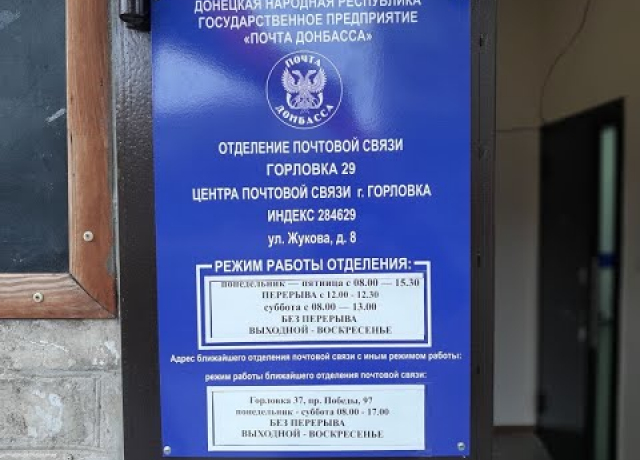 ДОНЕЦКАЯ НАРОДНАЯ РЕСПУБЛИКА
ГОСУДАРСТВЕННОЕ ПРЕДПРИЯТИЕ
«ПОЧТА ДОНБАССА»
ПОЧТА
ДОНБАССА
ОТДЕЛЕНИЕ ПОЧТОВОЙ СВЯЗИ
ГОРЛОВКА 29
ЦЕНТРА ПОЧТОВОЙ СВЯЗИ г. ГОРЛОВКА
ИНДЕКС 284629
ул. Жукова, д. 8
РЕЖИМ РАБОТЫ ОТДЕЛЕНИЯ:
понедельник — пятница с 08.00 — 15.30
ПЕРЕРЫВА с 12.00 - 12.30
суббота с 08.00 — 13.00
БЕЗ ПЕРЕРЫВА
ВЫХОДНОЙ - ВОСКРЕСЕНЬЕ
Адрес ближайшего отделения почтовой связи с иным режимом работы:
режим работы ближайшего отделения почтовой связи:
Горловка 37, пр. Победы, 97
понедельник - суббота 08.00 - 17.00
БЕЗ ПЕРЕРЫВА
ВЫХОДНОЙ - ВОСКРЕСЕНЬЕ